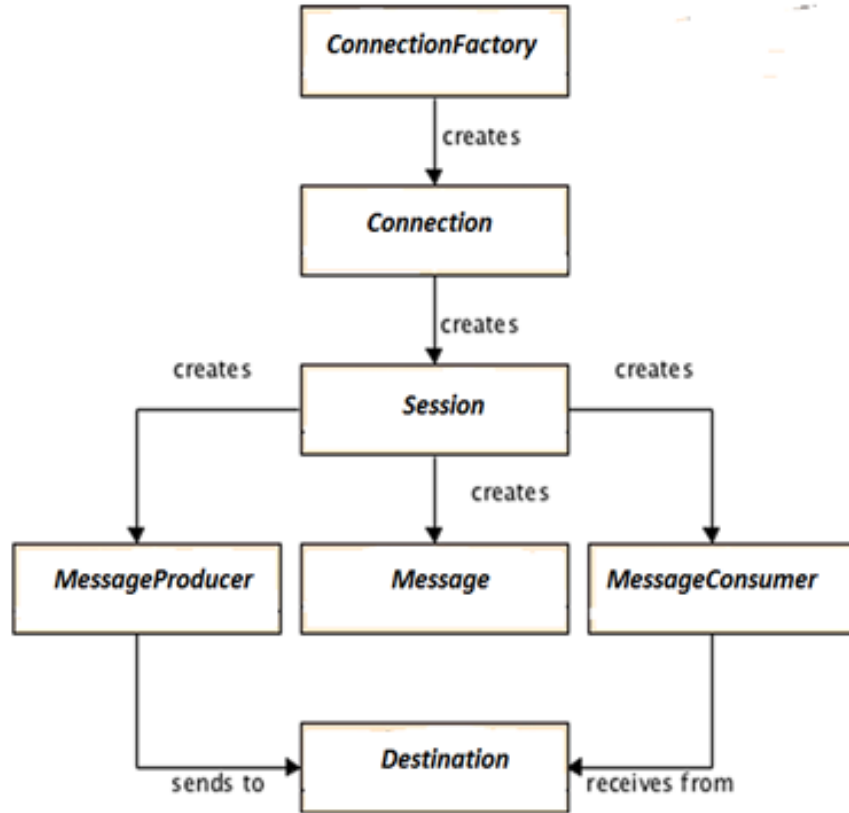 ConnectionFactory
creates
Connection
creates
creates
creates
Session
creates
MessageProducer
Message
MessageConsumer
Destination
sends to
receives from